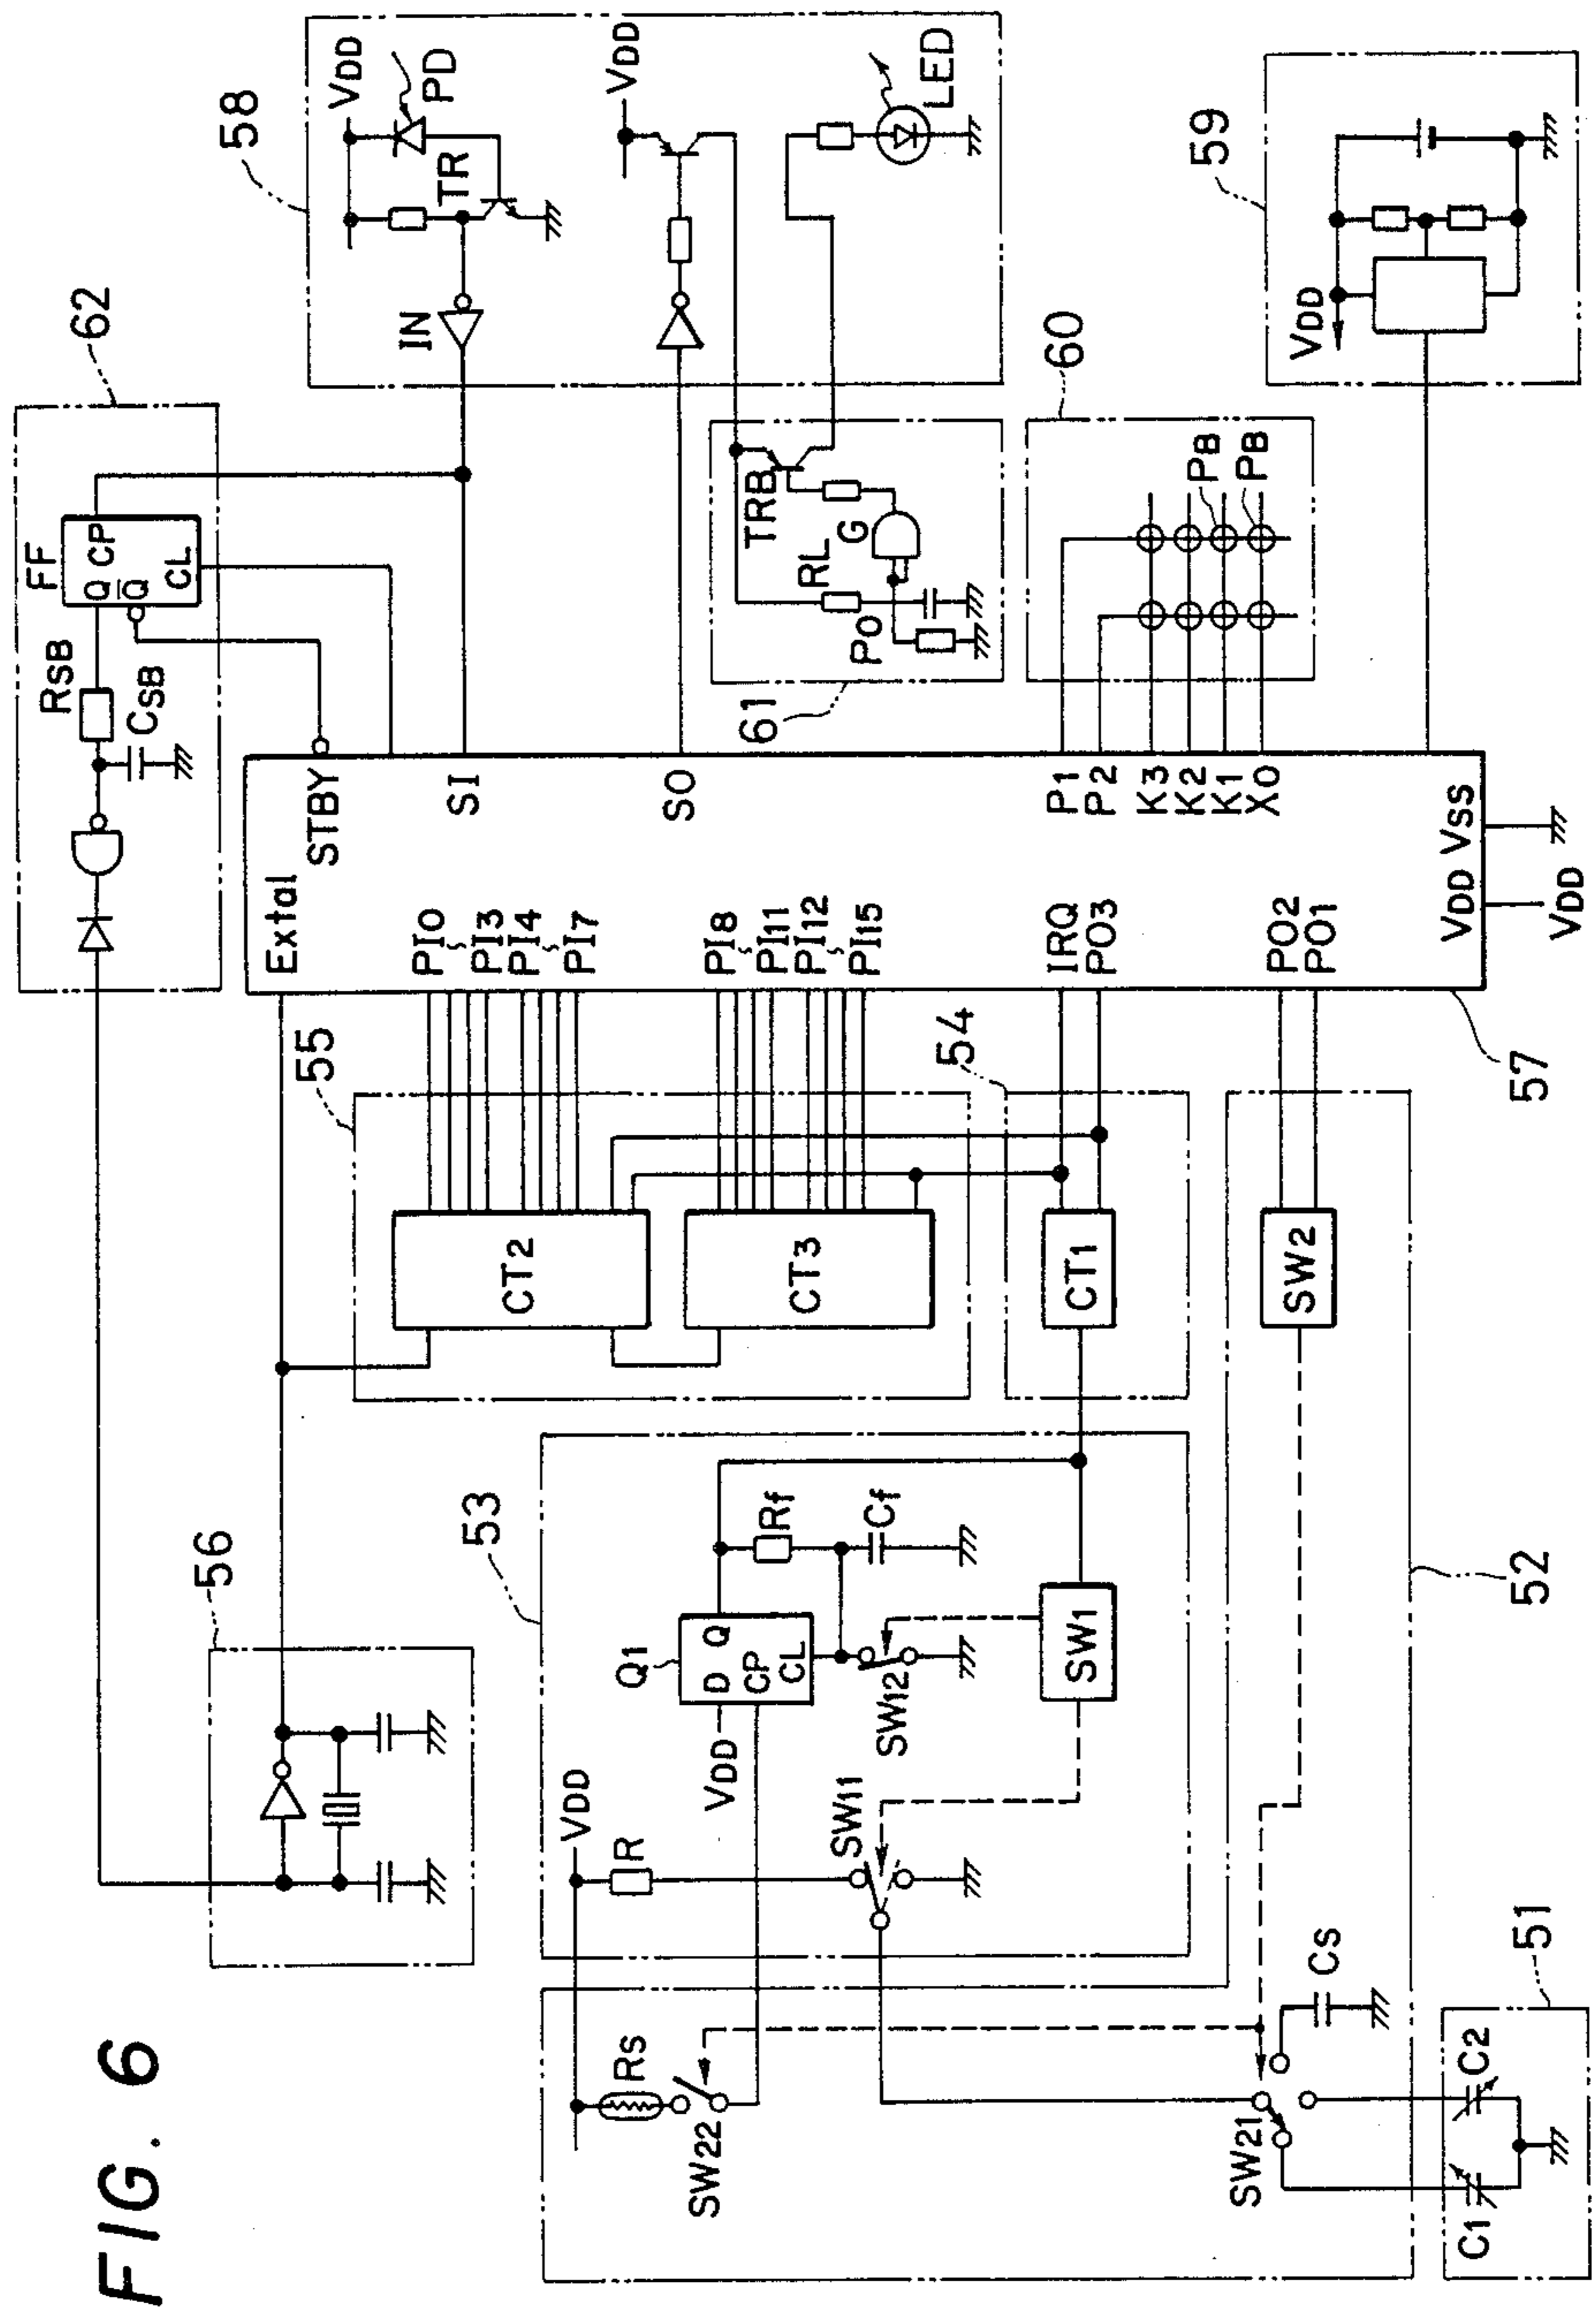 FIG. 6
62
FF
Q CP
Q̅ CL
RSB
CSB
58
VDD
PD
TR
IN
VDD
LED
59
VDD
60
PB
PB
61
TRB
RL
G
PO
Extal
STBY
SI
SO
PI0
~
PI3
PI4
~
PI7
PI8
~
PI11
PI12
~
PI15
IRQ
PO3
PO2
PO1
P1
P2
K3
K2
K1
X0
VDD VSS
VDD
57
56
55
CT2
CT3
54
CT1
53
VDD
R
Q1
D Q
CP
CL
VDD
Rf
Cf
SW11
SW12
SW1
52
SW2
RS
SW22
SW21
CS
51
C1
C2